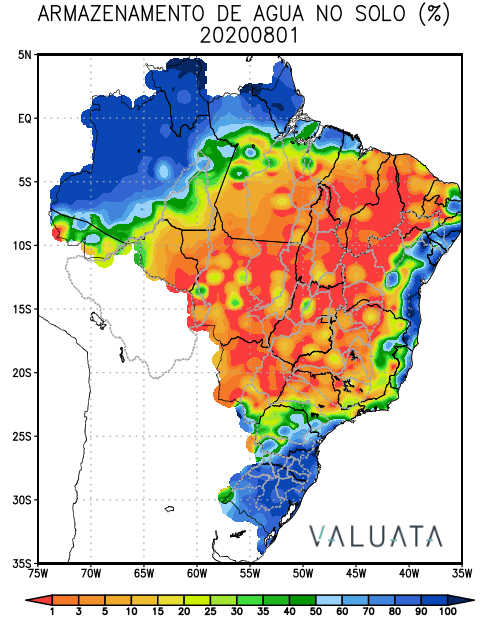 ARMAZENAMENTO DE AGUA NO SOLO (%)
20200801
5N
EQ
5S
10S
15S
20S
25S
30S
35S
75W 70W 65W 60W 55W 50W 45W 40W 35W
VALUATA
1 3 5 10 15 20 25 30 35 40 50 60 70 80 90 100